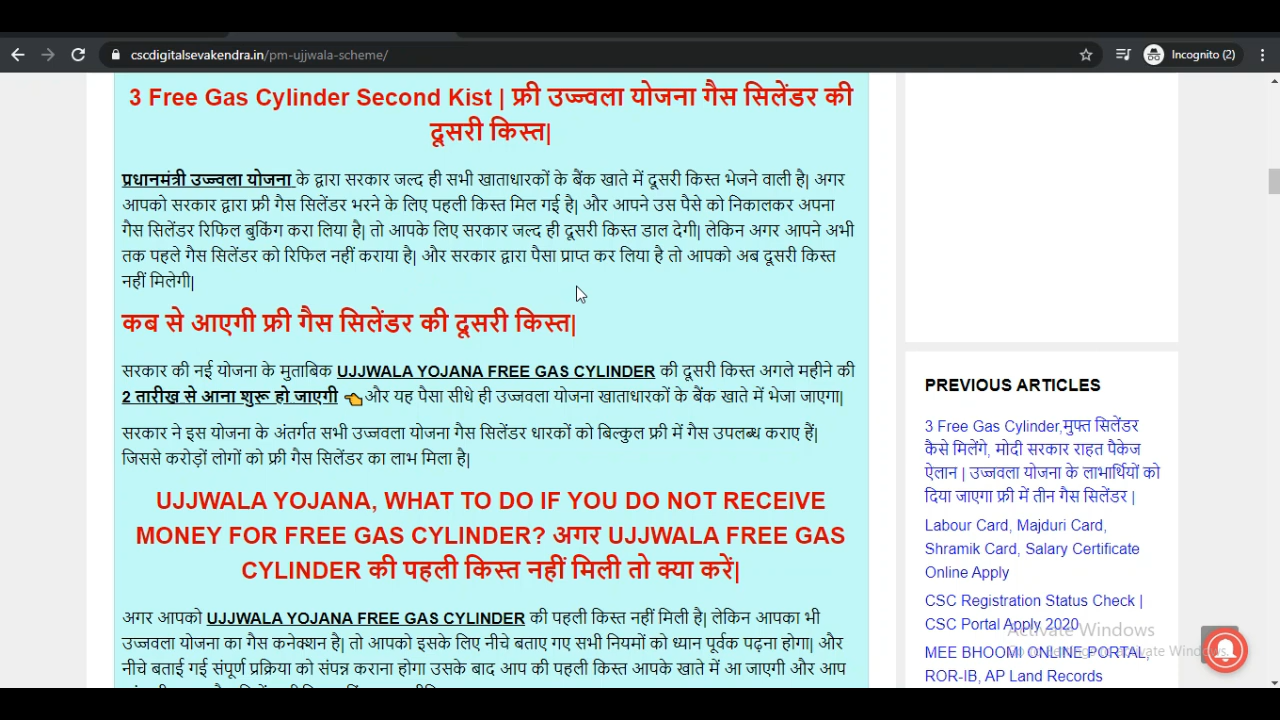 cscdigitalsevakendra.in/pm-ujjwala-scheme/
Incognito (2)
3 Free Gas Cylinder Second Kist | फ्री उज्ज्वला योजना गैस सिलेंडर की
दूसरी किस्त|
प्रधानमंत्री उज्ज्वला योजना के द्वारा सरकार जल्द ही सभी खाताधारकों के बैंक खाते में दूसरी किस्त भेजने वाली है| अगर
आपको सरकार द्वारा फ्री गैस सिलेंडर भरने के लिए पहली किस्त मिल गई है| और आपने उस पैसे को निकालकर अपना
गैस सिलेंडर रिफिल बुकिंग करा लिया है| तो आपके लिए सरकार जल्द ही दूसरी किस्त डाल देगी| लेकिन अगर आपने अभी
तक पहले गैस सिलेंडर को रिफिल नहीं कराया है| और सरकार द्वारा पैसा प्राप्त कर लिया है तो आपको अब दूसरी किस्त
नहीं मिलेगी|
कब से आएगी फ्री गैस सिलेंडर की दूसरी किस्त|
सरकार की नई योजना के मुताबिक UJJWALA YOJANA FREE GAS CYLINDER की दूसरी किस्त अगले महीने की
2 तारीख से आना शुरू हो जाएगी 👈और यह पैसा सीधे ही उज्जवला योजना खाताधारकों के बैंक खाते में भेजा जाएगा|
सरकार ने इस योजना के अंतर्गत सभी उज्जवला योजना गैस सिलेंडर धारकों को बिल्कुल फ्री में गैस उपलब्ध कराए हैं|
जिससे करोड़ों लोगों को फ्री गैस सिलेंडर का लाभ मिला है|
UJJWALA YOJANA, WHAT TO DO IF YOU DO NOT RECEIVE
MONEY FOR FREE GAS CYLINDER? अगर UJJWALA FREE GAS
CYLINDER की पहली किस्त नहीं मिली तो क्या करें|
अगर आपको UJJWALA YOJANA FREE GAS CYLINDER की पहली किस्त नहीं मिली है| लेकिन आपका भी
उज्जवला योजना का गैस कनेक्शन है| तो आपको इसके लिए नीचे बताए गए सभी नियमों को ध्यान पूर्वक पढ़ना होगा| और
नीचे बताई गई संपूर्ण प्रक्रिया को संपन्न कराना होगा उसके बाद आप की पहली किस्त आपके खाते में आ जाएगी और आप
PREVIOUS ARTICLES
3 Free Gas Cylinder,मुफ्त सिलेंडर
कैसे मिलेंगे, मोदी सरकार राहत पैकेज
ऐलान | उज्जवला योजना के लाभार्थियों को
दिया जाएगा फ्री में तीन गैस सिलेंडर |
Labour Card, Majduri Card,
Shramik Card, Salary Certificate
Online Apply
CSC Registration Status Check |
CSC Portal Apply 2020
Activate Windows
MEE BHOOMI ONLINE PORTAL,
ROR-IB, AP Land Records